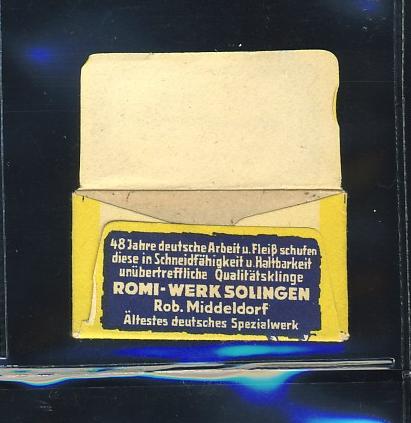 48 Jahre deutsche Arbeit u. Fleiß schufen
diese in Schneidfähigkeit u. Haltbarkeit
unübertreffliche Qualitätsklinge
ROMI-WERK SOLINGEN
Rob. Middeldorf
Ältestes deutsches Spezialwerk